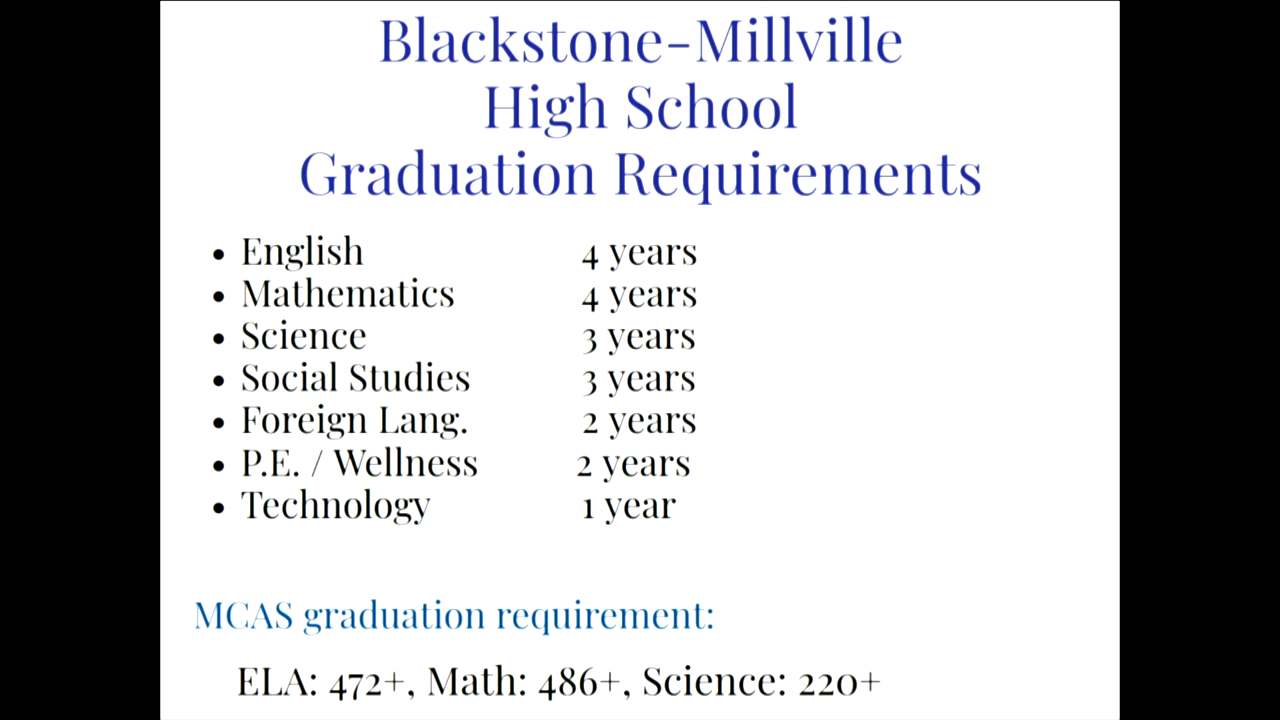 Blackstone-Millville
High School
Graduation Requirements
• English 4 years
• Mathematics 4 years
• Science 3 years
• Social Studies 3 years
• Foreign Lang. 2 years
• P.E. / Wellness 2 years
• Technology 1 year
MCAS graduation requirement:
ELA: 472+, Math: 486+, Science: 220+